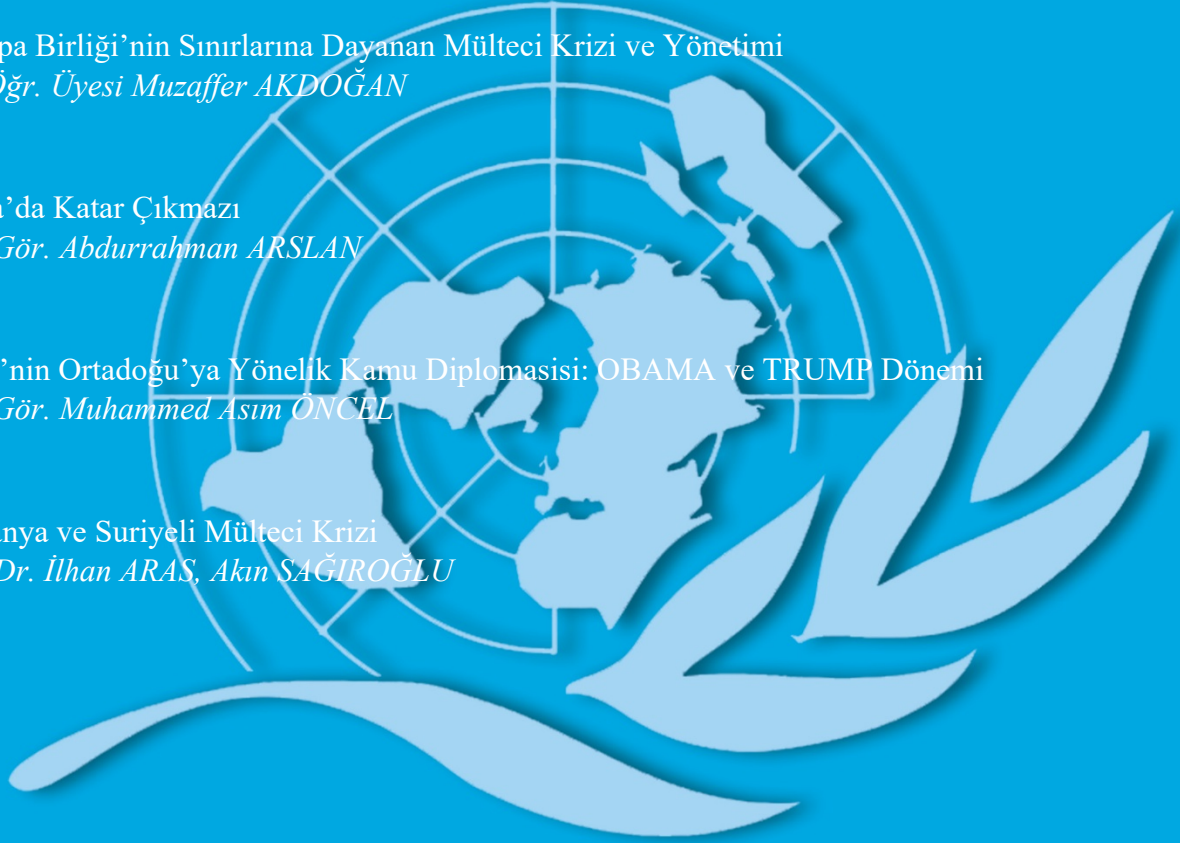 pa Birliği’nin Sınırlarına Dayanan Mülteci Krizi ve Yönetimi
Öğr. Üyesi Muzaffer AKDOĞAN
a’da Katar Çıkmazı
Gör. Abdurrahman ARSLAN
’nin Ortadoğu’ya Yönelik Kamu Diplomasisi: OBAMA ve TRUMP Dönemi
Gör. Muhammed Asım ÖNCEL
anya ve Suriyeli Mülteci Krizi
Dr. İlhan ARAS, Akın SAĞIROĞLU